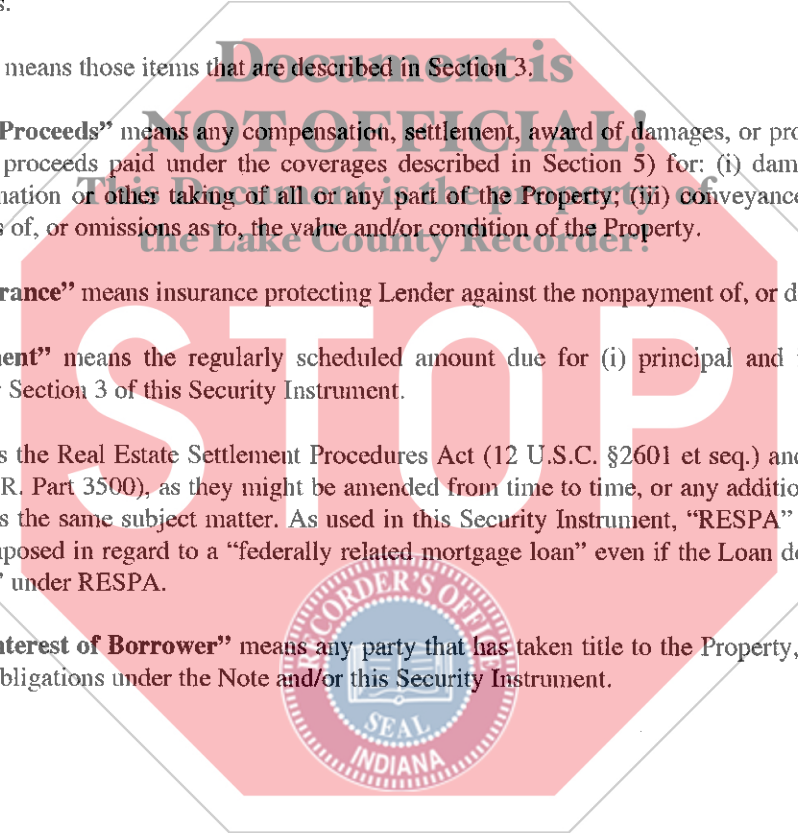 s.
Document is
means those items that are described in Section 3.
NOT OFFICIAL!
Proceeds” means any compensation, settlement, award of damages, or pro
proceeds paid under the coverages described in Section 5) for: (i) dam
This Document is the property of
nation or other taking of all or any part of the Property; (iii) conveyance
s of, or omissions as to, the value and/or condition of the Property.
the Lake County Recorder!
rance” means insurance protecting Lender against the nonpayment of, or d
STOP
ent” means the regularly scheduled amount due for (i) principal and
Section 3 of this Security Instrument.
s the Real Estate Settlement Procedures Act (12 U.S.C. §2601 et seq.) and
R. Part 3500), as they might be amended from time to time, or any additio
s the same subject matter. As used in this Security Instrument, “RESPA”
posed in regard to a “federally related mortgage loan” even if the Loan d
” under RESPA.
RECORDER'S OFFICE
nterest of Borrower” means any party that has taken title to the Property,
bligations under the Note and/or this Security Instrument.
SEAL
INDIANA